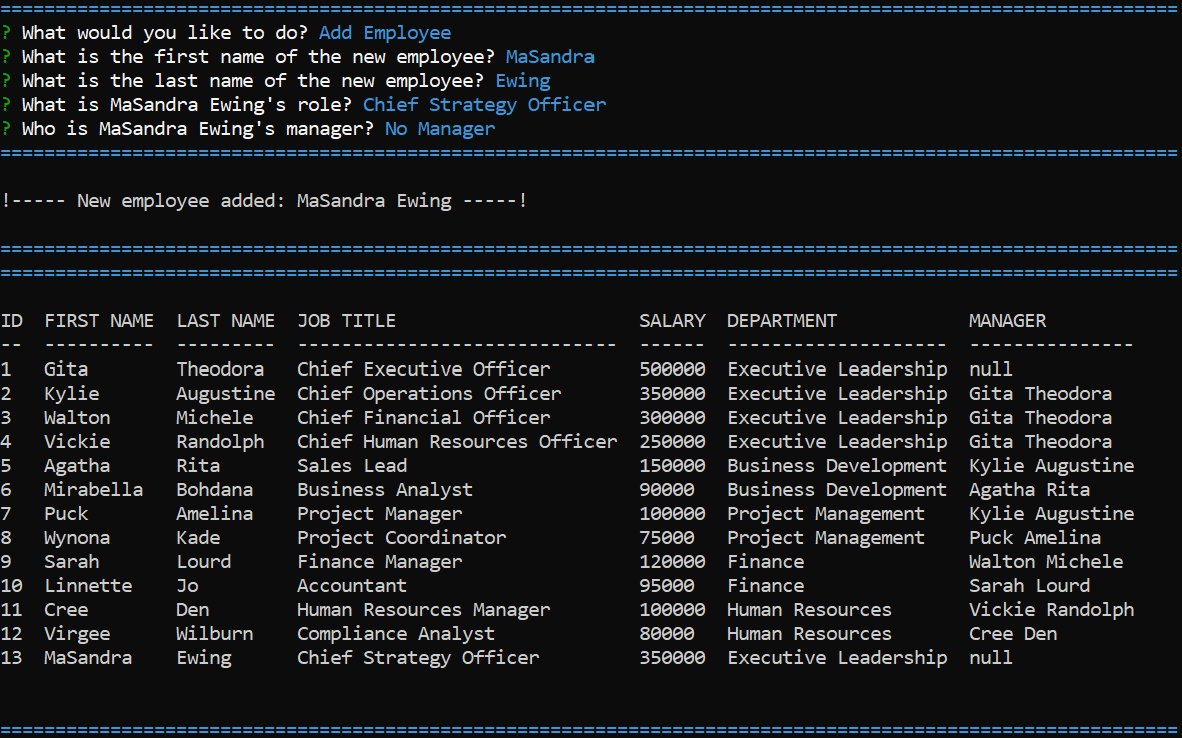 ===========================================================================================================
? What would you like to do? Add Employee
? What is the first name of the new employee? MaSandra
? What is the last name of the new employee? Ewing
? What is MaSandra Ewing's role? Chief Strategy Officer
? Who is MaSandra Ewing's manager? No Manager
===========================================================================================================
!----- New employee added: MaSandra Ewing -----!
===========================================================================================================
===========================================================================================================
ID  FIRST NAME  LAST NAME  JOB TITLE                      SALARY  DEPARTMENT            MANAGER
--  ----------  ---------  -----------------------------  ------  --------------------  ---------------
1   Gita        Theodora   Chief Executive Officer        500000  Executive Leadership  null
2   Kylie       Augustine  Chief Operations Officer       350000  Executive Leadership  Gita Theodora
3   Walton      Michele    Chief Financial Officer        300000  Executive Leadership  Gita Theodora
4   Vickie      Randolph   Chief Human Resources Officer  250000  Executive Leadership  Gita Theodora
5   Agatha      Rita       Sales Lead                     150000  Business Development  Kylie Augustine
6   Mirabella   Bohdana    Business Analyst               90000   Business Development  Agatha Rita
7   Puck        Amelina    Project Manager                100000  Project Management    Kylie Augustine
8   Wynona      Kade       Project Coordinator            75000   Project Management    Puck Amelina
9   Sarah       Lourd      Finance Manager                120000  Finance               Walton Michele
10  Linnette    Jo         Accountant                     95000   Finance               Sarah Lourd
11  Cree        Den        Human Resources Manager        100000  Human Resources       Vickie Randolph
12  Virgee      Wilburn    Compliance Analyst             80000   Human Resources       Cree Den
13  MaSandra    Ewing      Chief Strategy Officer         350000  Executive Leadership  null
===========================================================================================================